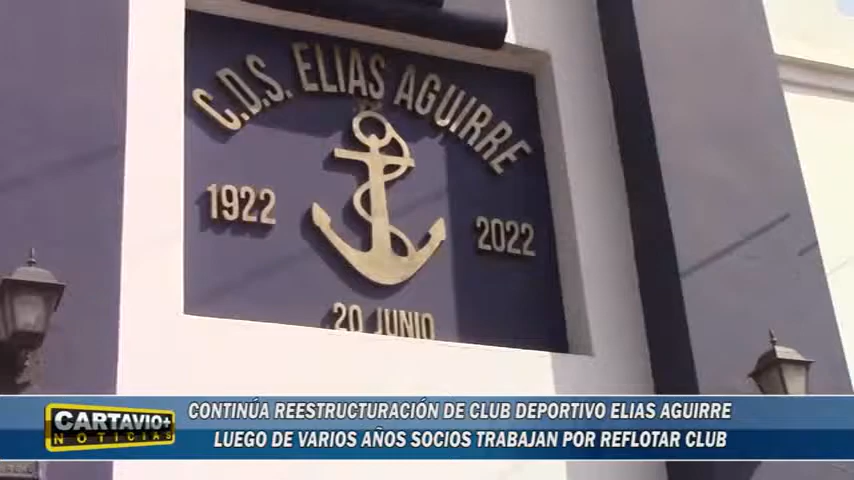 C.D.S. ELIAS AGUIRRE
1922
2022
20 JUNIO
CARTAVIO+
NOTICIAS
CONTINÚA REESTRUCTURACIÓN DE CLUB DEPORTIVO ELIAS AGUIRRE
LUEGO DE VARIOS AÑOS SOCIOS TRABAJAN POR REFLOTAR CLUB